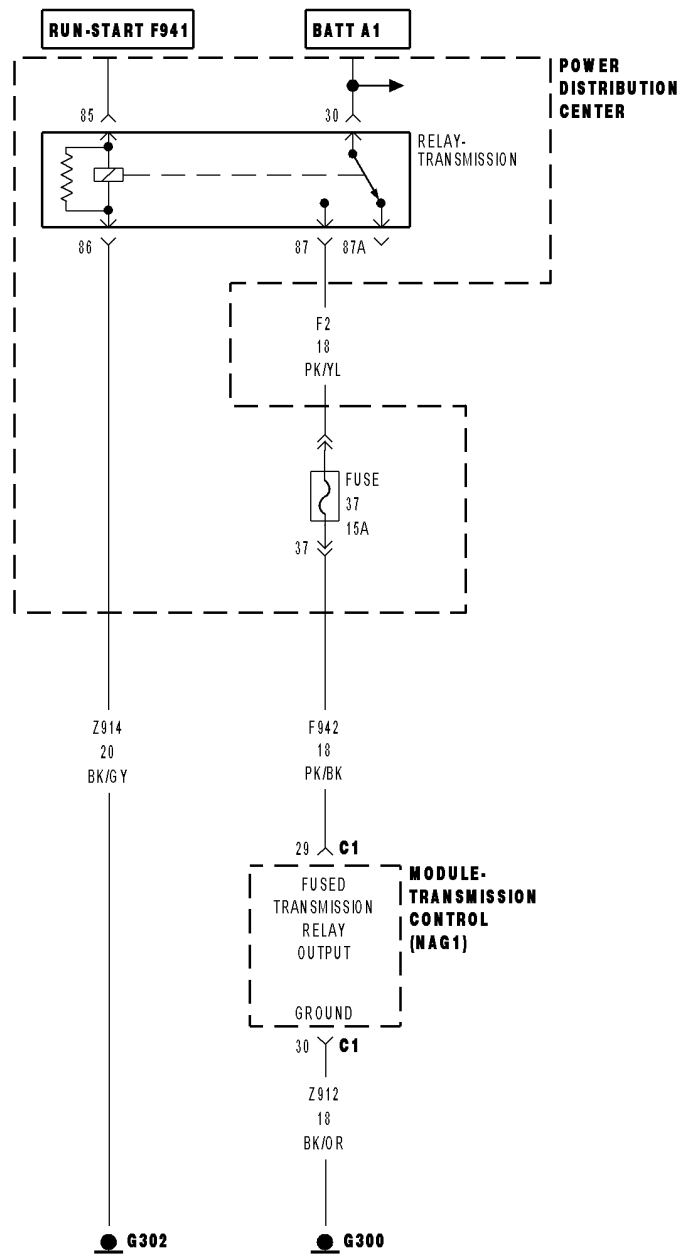 RUN-START F941
BATT A1
POWER
DISTRIBUTION
CENTER
85
30
RELAY-
TRANSMISSION
86
87
87A
F2
18
PK/YL
FUSE
37
15A
37
Z914
20
BK/GY
F942
18
PK/BK
29
C1
MODULE-
TRANSMISSION
CONTROL
(NAG1)
FUSED
TRANSMISSION
RELAY
OUTPUT
GROUND
30
C1
Z912
18
BK/OR
G302
G300